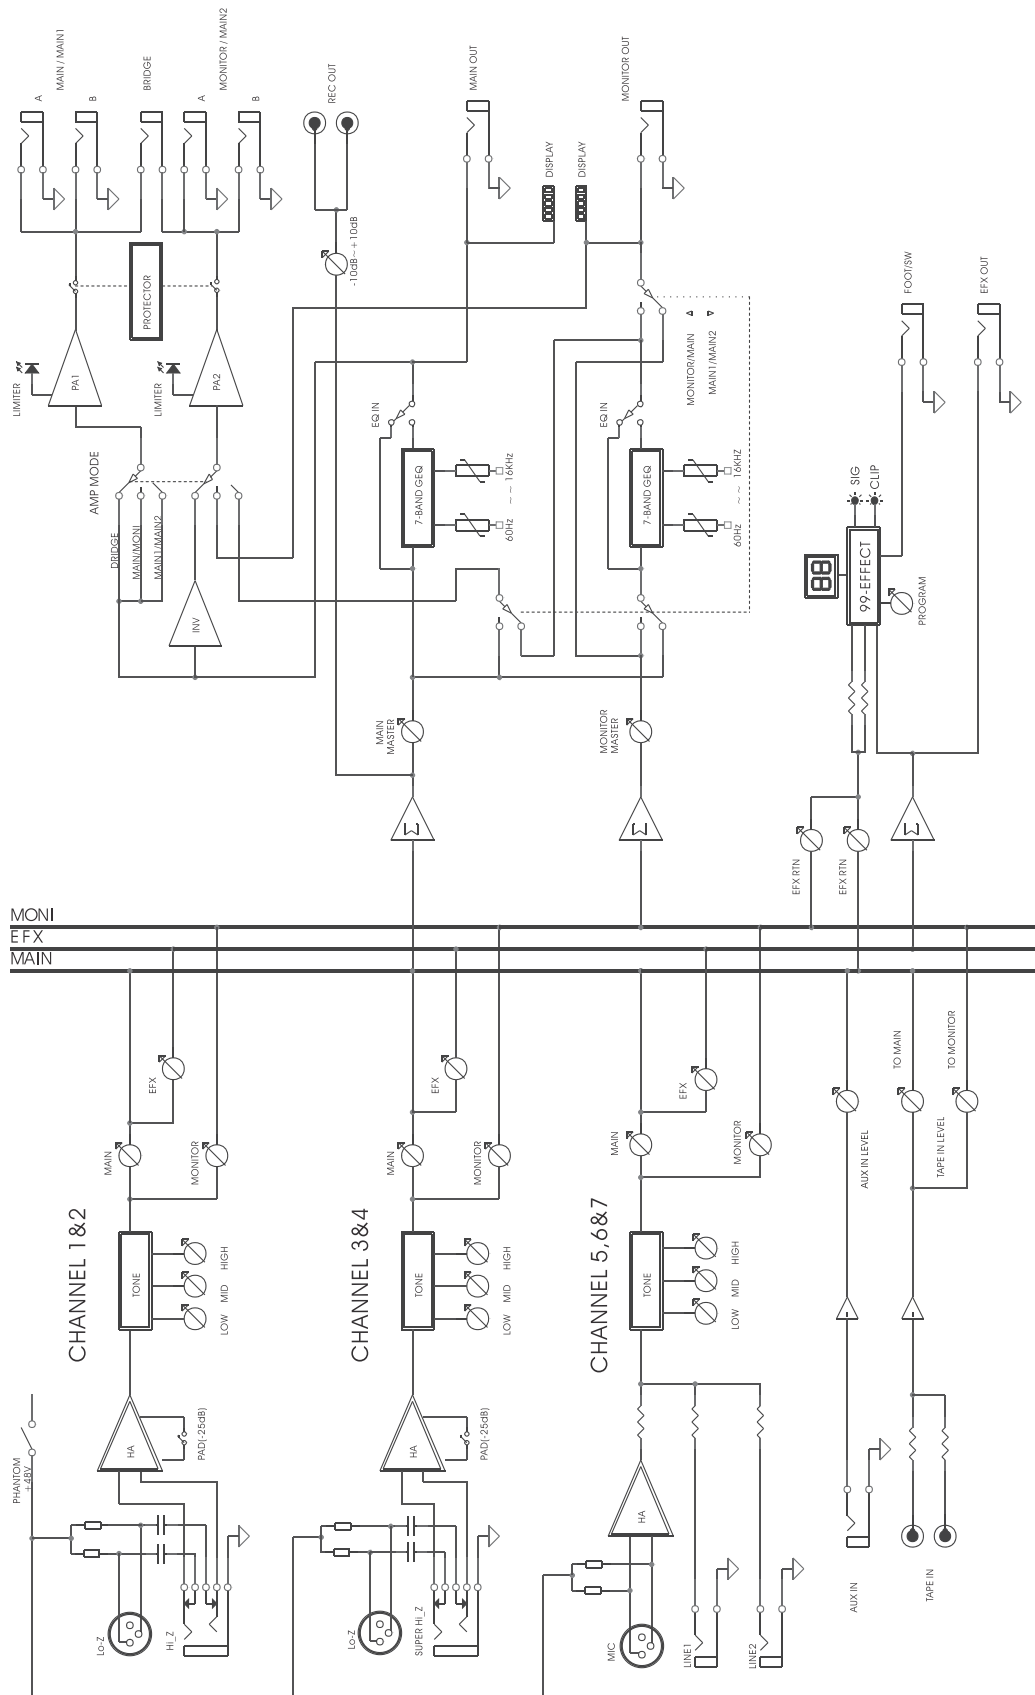 PHANTOM
+48V
Lo-Z
Hi_Z
HA
PAD(-25dB)
CHANNEL 1&2
TONE
LOW
MID
HIGH
MAIN
MONITOR
EFX
Lo-Z
SUPER Hi_Z
HA
PAD(-25dB)
CHANNEL 3&4
TONE
LOW
MID
HIGH
MAIN
MONITOR
EFX
MIC
LINE1
LINE2
HA
CHANNEL 5,6&7
TONE
LOW
MID
HIGH
MAIN
MONITOR
EFX
AUX IN
TAPE IN
AUX IN LEVEL
TAPE IN LEVEL
TO MAIN
TO MONITOR
MONI
EFX
MAIN
Σ
MAIN
MASTER
Σ
MONITOR
MASTER
EFX RTN
EFX RTN
Σ
INV
DRIDGE
MAIN/MONI
MAIN1/MAIN2
AMP MODE
LIMITER
PA1
LIMITER
PA2
PROTECTOR
A
B
MAIN / MAIN1
BRIDGE
A
B
MONITOR / MAIN2
REC OUT
-10dB~+10dB
7-BAND GEQ
EQ IN
60Hz ~ ~ 16KHz
MAIN OUT
DISPLAY
DISPLAY
7-BAND GEQ
EQ IN
60Hz ~ ~ 16KHz
MONITOR/MAIN
MAIN1/MAIN2
MONITOR OUT
99-EFFECT
88
SIG
CLIP
PROGRAM
FOOT/SW
EFX OUT